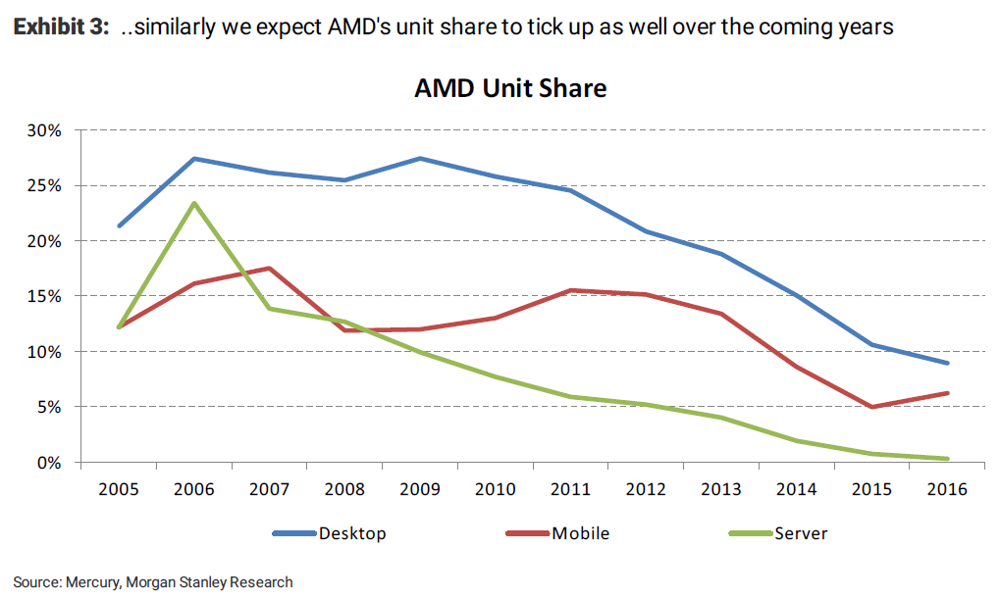 Exhibit 3: ..similarly we expect AMD's unit share to tick up as well over the coming years
AMD Unit Share
30%
25%
20%
15%
10%
5%
0%
2005 2006 2007 2008 2009 2010 2011 2012 2013 2014 2015 2016
Desktop Mobile Server
Source: Mercury, Morgan Stanley Research